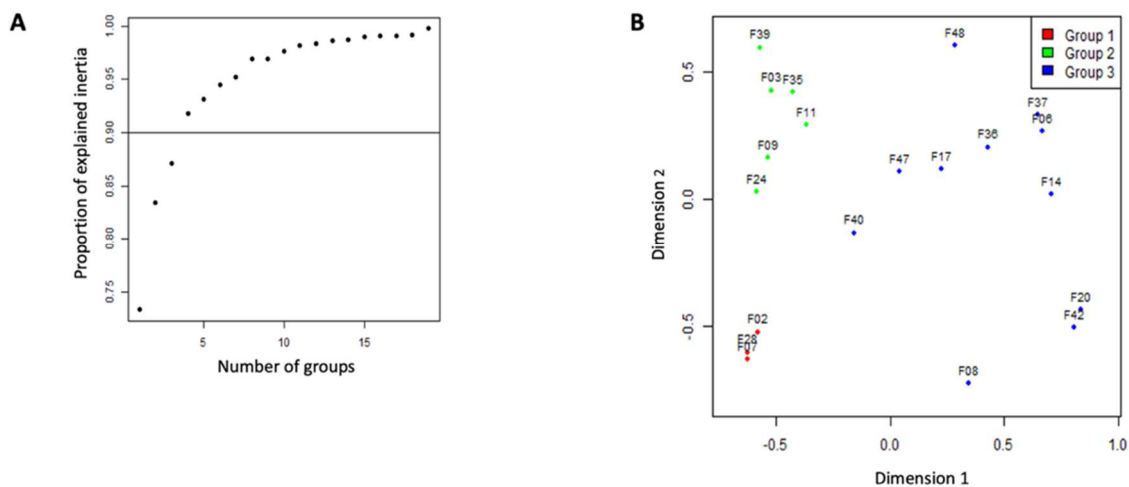 A
Proportion of explained inertia
1.00
0.95
0.90
0.85
0.80
0.75
5
10
15
Number of groups
B
Dimension 2
0.5
0.0
-0.5
-0.5
0.0
0.5
1.0
Dimension 1
Group 1
Group 2
Group 3
F39
F48
F03
F35
F11
F37
F06
F09
F36
F47
F17
F24
F14
F40
F20
F42
F02
F28
F07
F08